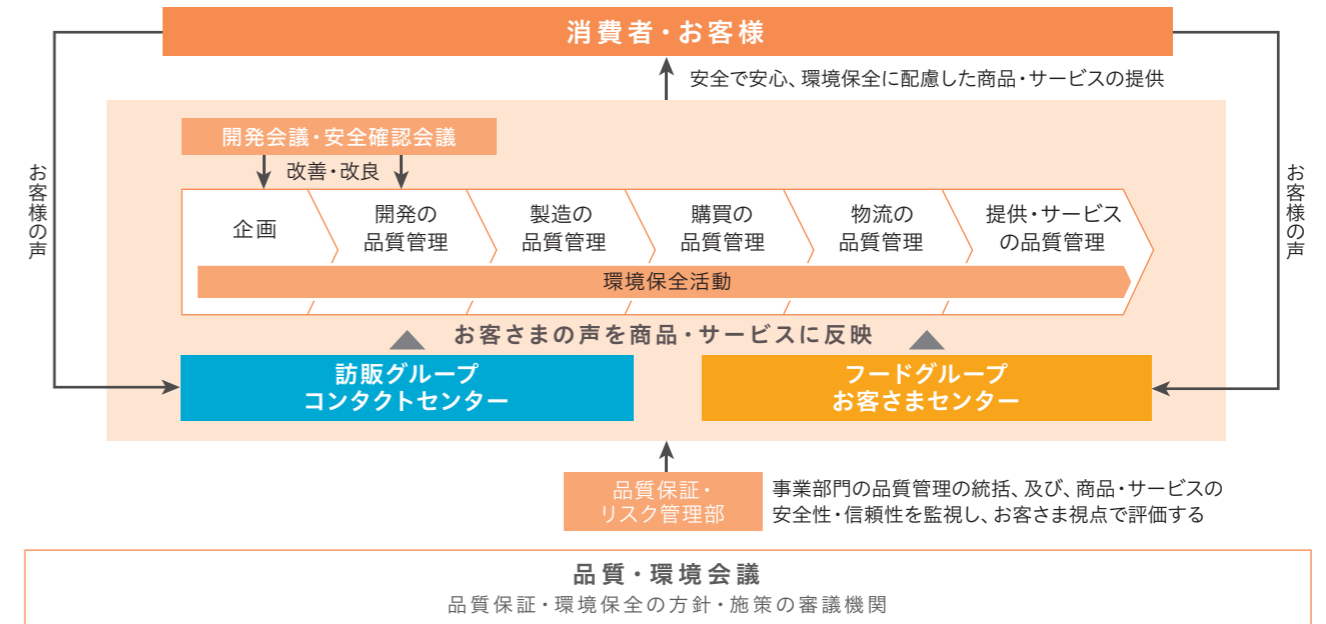 消費者・お客様
安全で安心、環境保全に配慮した商品・サービスの提供
開発会議・安全確認会議
改善・改良
お客様の声
お客様の声
企画
開発の
品質管理
製造の
品質管理
購買の
品質管理
物流の
品質管理
提供・サービス
の品質管理
環境保全活動
お客さまの声を商品・サービスに反映
訪販グループ
コンタクトセンター
フードグループ
お客さまセンター
品質保証・
リスク管理部
事業部門の品質管理の統括、及び、商品・サービスの
安全性・信頼性を監視し、お客さま視点で評価する
品質・環境会議
品質保証・環境保全の方針・施策の審議機関